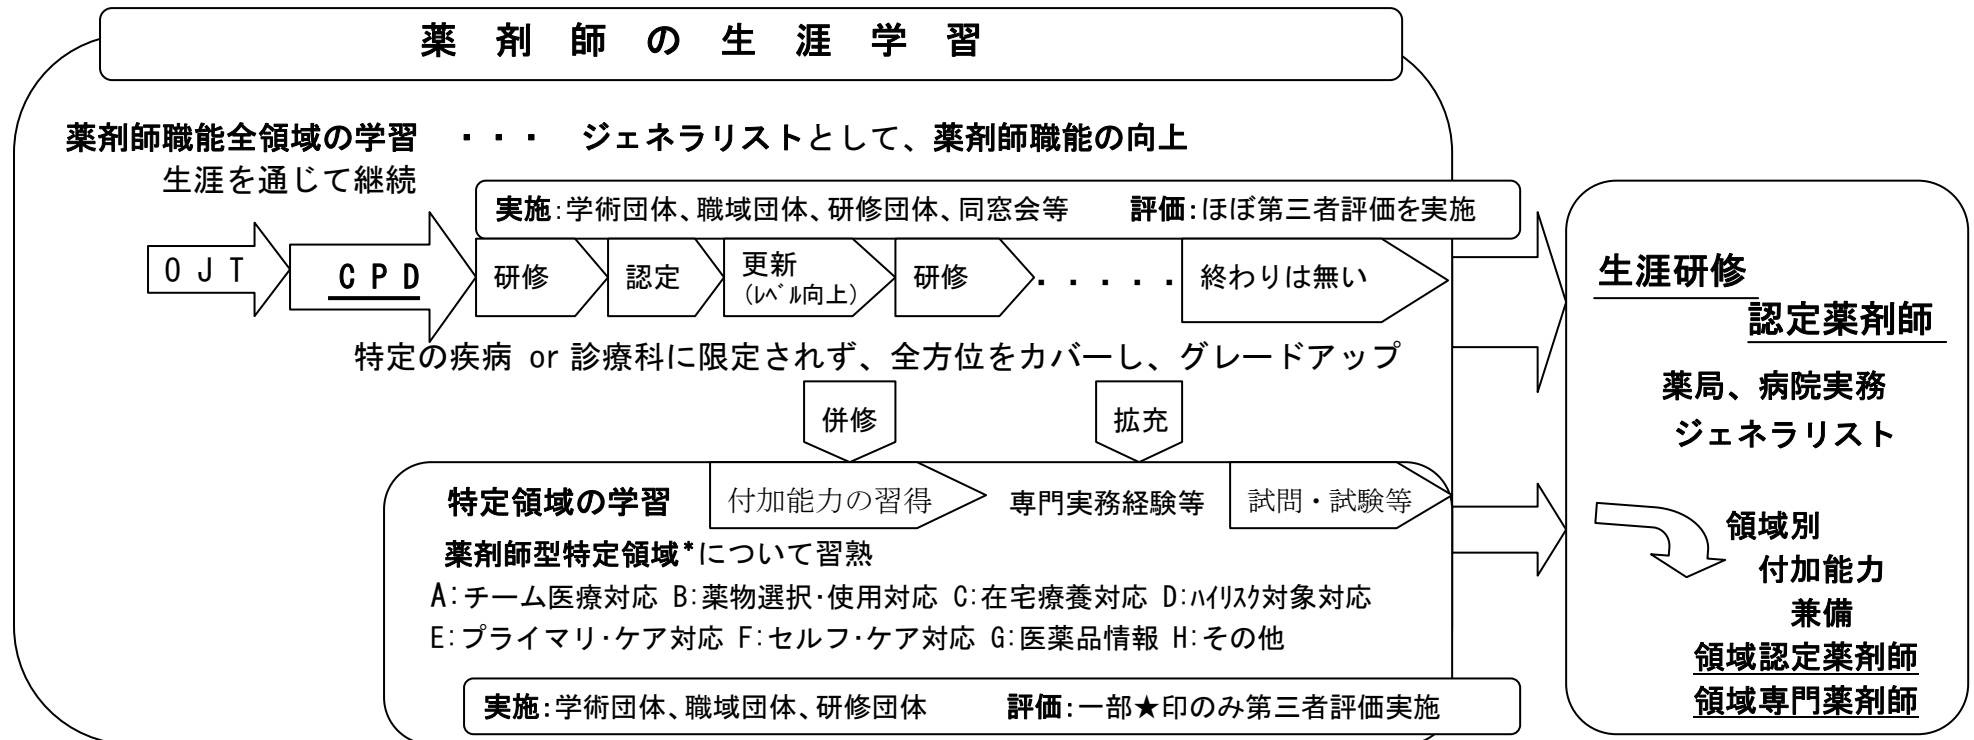 薬剤師の生涯学習
薬剤師職能全領域の学習 ・・・ ジェネラリストとして、薬剤師職能の向上
生涯を通じて継続
実施:学術団体、職域団体、研修団体、同窓会等 評価:ほぼ第三者評価を実施
OJT
CPD
研修
認定
更新
(ﾚﾍﾞﾙ向上)
研修
・・・・・
終わりは無い
特定の疾病 or 診療科に限定されず、全方位をカバーし、グレードアップ
併修
拡充
特定領域の学習
付加能力の習得
専門実務経験等
試問・試験等
薬剤師型特定領域*について習熟
A:チーム医療対応 B:薬物選択・使用対応 C:在宅療養対応 D:ﾊｲﾘｽｸ対象対応
E:プライマリ・ケア対応 F:セルフ・ケア対応 G:医薬品情報 H:その他
実施:学術団体、職域団体、研修団体 評価:一部★印のみ第三者評価実施
生涯研修
認定薬剤師
薬局、病院実務
ジェネラリスト
領域別
付加能力
兼備
領域認定薬剤師
領域専門薬剤師